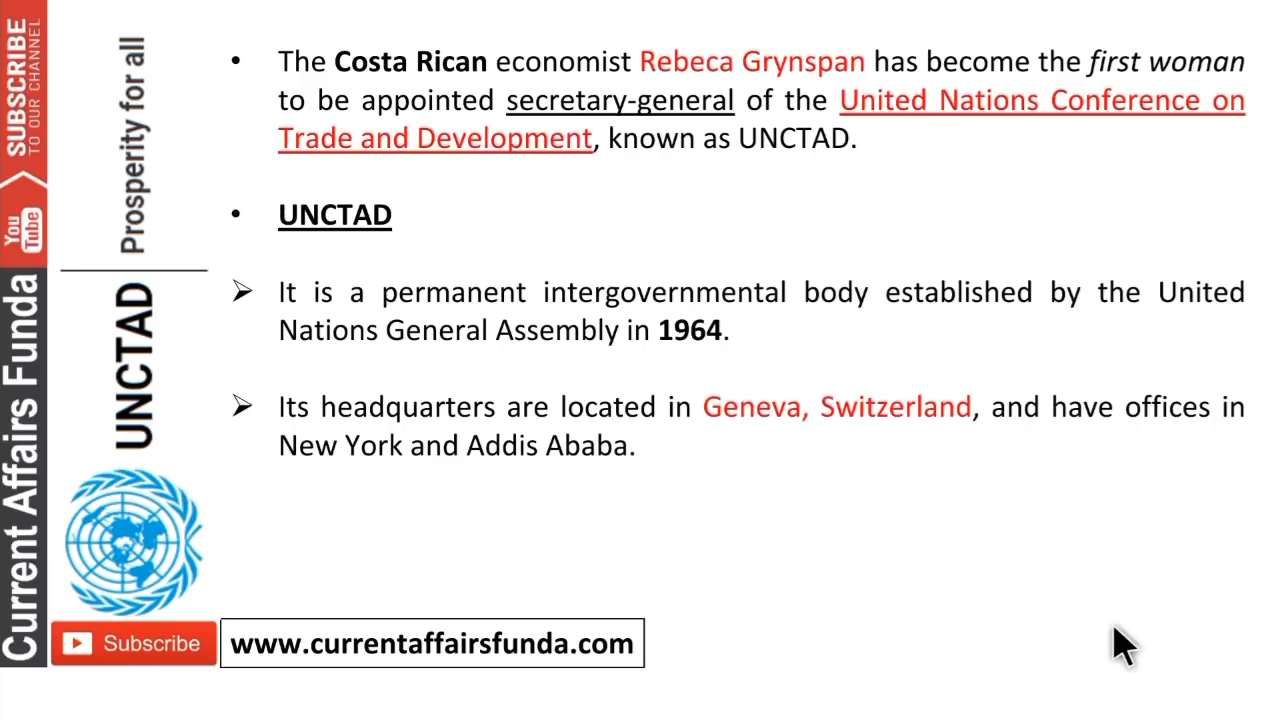 SUBSCRIBE
TO OUR CHANNEL
You
Tube
Current Affairs Funda
Prosperity for all
UNCTAD
• The Costa Rican economist Rebeca Grynspan has become the first woman
to be appointed secretary-general of the United Nations Conference on
Trade and Development, known as UNCTAD.
• UNCTAD
➢ It is a permanent intergovernmental body established by the United
Nations General Assembly in 1964.
➢ Its headquarters are located in Geneva, Switzerland, and have offices in
New York and Addis Ababa.
Subscribe
www.currentaffairsfunda.com